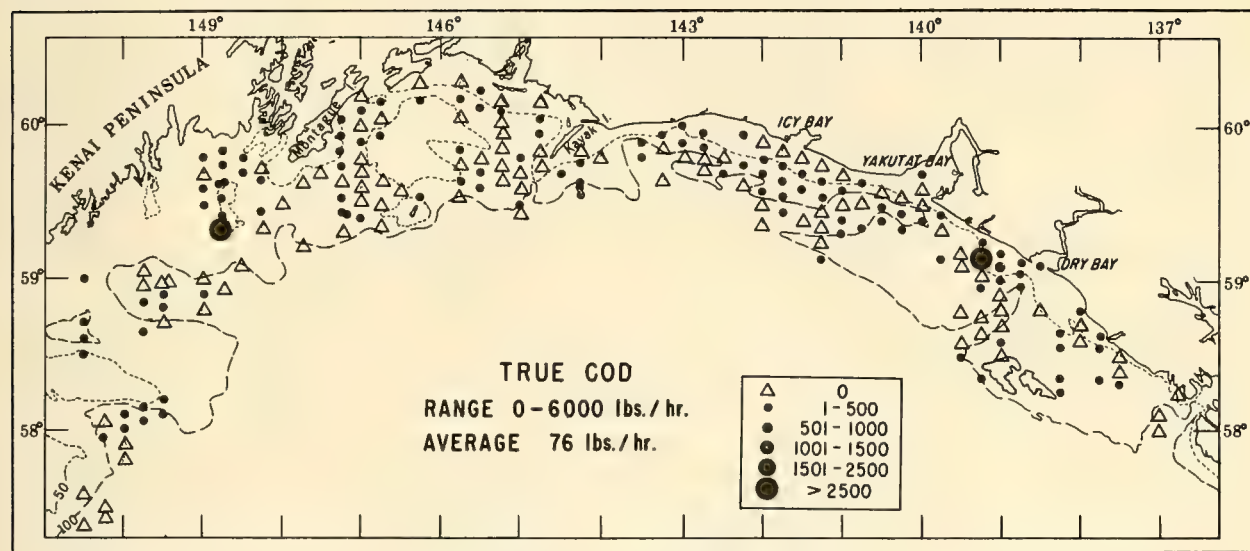 149° 146° 143° 140° 137°
KENAI PENINSULA
Montague
Kayak I.
ICY BAY
YAKUTAT BAY
DRY BAY
60° 60°
59° 59°
58° 58°
50
100
TRUE COD
RANGE 0-6000 lbs./hr.
AVERAGE 76 lbs./hr.
0
1-500
501-1000
1001-1500
1501-2500
> 2500